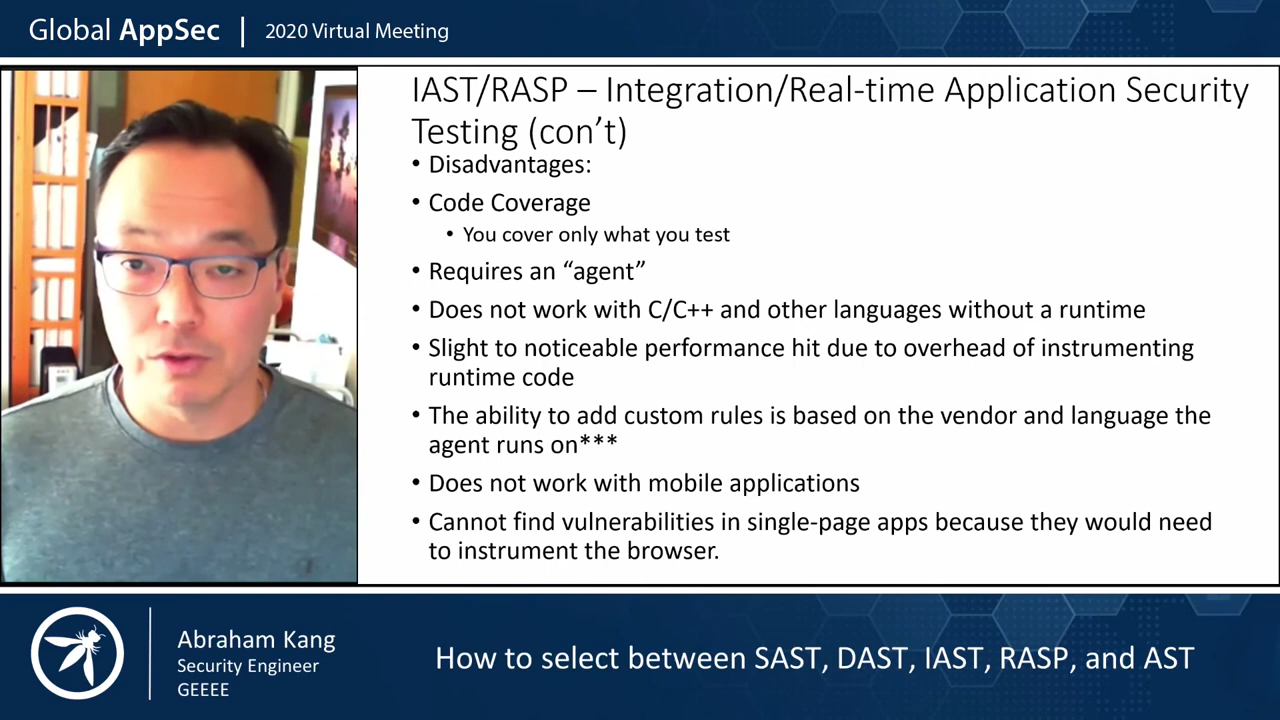 Global AppSec | 2020 Virtual Meeting
IAST/RASP – Integration/Real-time Application Security
Testing (con’t)
• Disadvantages:
• Code Coverage
• You cover only what you test
• Requires an “agent”
• Does not work with C/C++ and other languages without a runtime
• Slight to noticeable performance hit due to overhead of instrumenting
runtime code
• The ability to add custom rules is based on the vendor and language the
agent runs on***
• Does not work with mobile applications
• Cannot find vulnerabilities in single-page apps because they would need
to instrument the browser.
Abraham Kang
Security Engineer
GEEEE
How to select between SAST, DAST, IAST, RASP, and AST